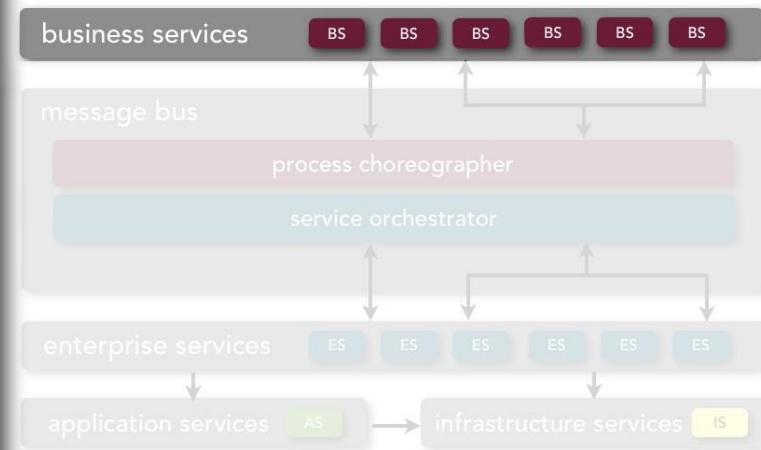 business services BS BS BS BS BS BS
message bus
process choreographer
service orchestrator
enterprise services ES ES ES ES ES ES
application services AS infrastructure services IS